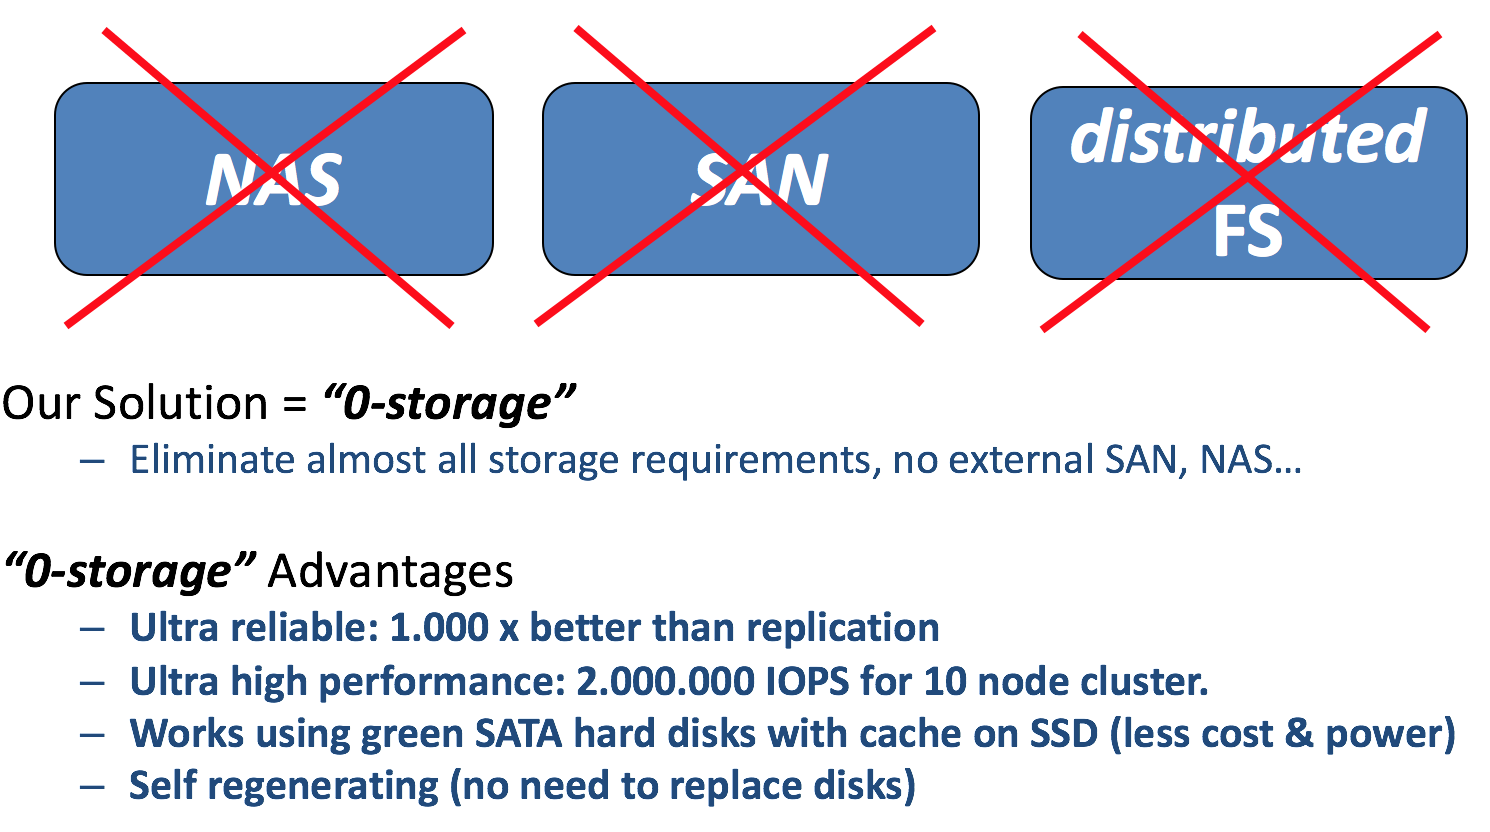 NAS
SAN
distributed
FS
Our Solution = “0-storage”
– Eliminate almost all storage requirements, no external SAN, NAS…
“0-storage” Advantages
– Ultra reliable: 1.000 x better than replication
– Ultra high performance: 2.000.000 IOPS for 10 node cluster.
– Works using green SATA hard disks with cache on SSD (less cost & power)
– Self regenerating (no need to replace disks)